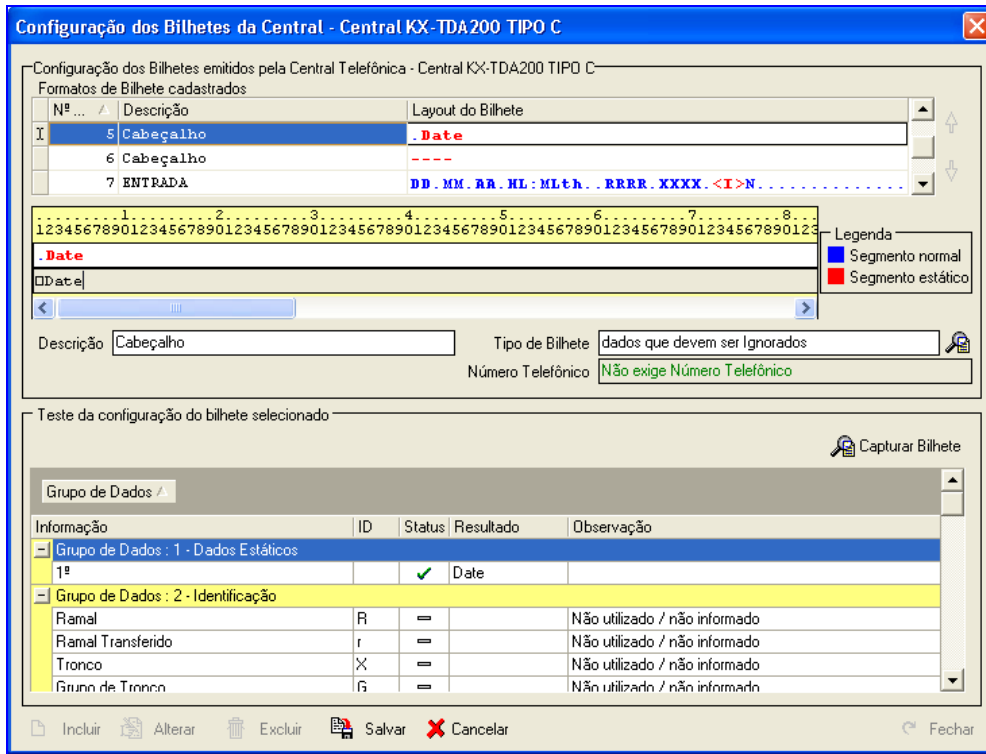 Configuração dos Bilhetes da Central - Central KX-TDA200 TIPO C
Configuração dos Bilhetes emitidos pela Central Telefônica - Central KX-TDA200 TIPO C
Formatos de Bilhete cadastrados
Nº ... Descrição Layout do Bilhete
5 Cabeçalho .Date
6 Cabeçalho ----
7 ENTRADA DD.MM.AA.HL:MLth..RRRR.XXXX.<I>N..............
.........1.........2.........3.........4.........5.........6.........7.........8...
12345678901234567890123456789012345678901234567890123456789012345678901234567890123
Legenda
.Date
Segmento normal
□Date
Segmento estático
Descrição Cabeçalho Tipo de Bilhete dados que devem ser Ignorados
Número Telefônico Não exige Número Telefônico
Teste da configuração do bilhete selecionado
Capturar Bilhete
Grupo de Dados
Informação ID Status Resultado Observação
Grupo de Dados : 1 - Dados Estáticos
1º Date
Grupo de Dados : 2 - Identificação
Ramal R Não utilizado / não informado
Ramal Transferido r Não utilizado / não informado
Tronco X Não utilizado / não informado
Grupo de Tronco G Não utilizado / não informado
Incluir Alterar Excluir Salvar Cancelar Fechar